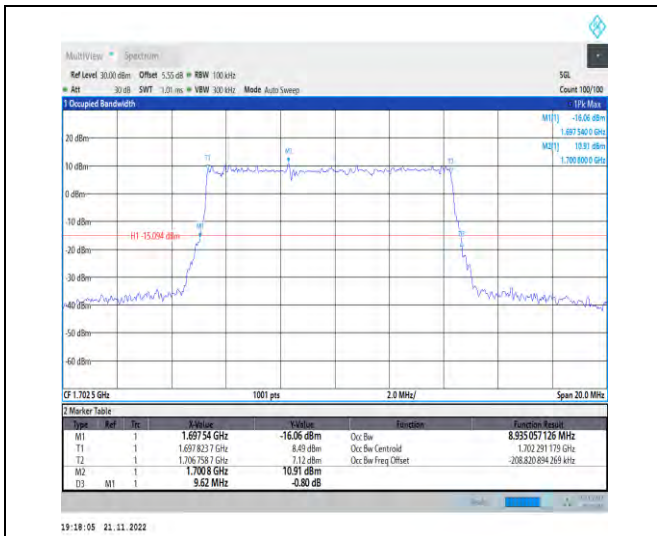 MultiView Spectrum
Ref Level 30.00 dBm Offset 5.55 dB RBW 100 kHz SGL
Att 30 dB SWT 1.01 ms VBW 300 kHz Mode Auto Sweep Count 100/100
1 Occupied Bandwidth 1Pk Max
M1[1] -16.06 dBm
1.697 540 0 GHz
M2[1] 10.91 dBm
1.700 800 0 GHz
20 dBm
10 dBm
0 dBm
-10 dBm
H1 -15.094 dBm
-20 dBm
-30 dBm
-40 dBm
-50 dBm
-60 dBm
T1
M2
T2
M1
CF 1.702 5 GHz 1001 pts 2.0 MHz/ Span 20.0 MHz
2 Marker Table
Type Ref Trc X-Value Y-Value Function Function Result
M1 1 1.697 54 GHz -16.06 dBm Occ Bw 8.935 057 126 MHz
T1 1 1.697 823 7 GHz 8.49 dBm Occ Bw Centroid 1.702 291 179 GHz
T2 1 1.706 758 7 GHz 7.12 dBm Occ Bw Freq Offset -208.820 894 269 kHz
M2 1 1.700 8 GHz 10.91 dBm
D3 M1 1 9.62 MHz -0.80 dB
19:18:05 21.11.2022